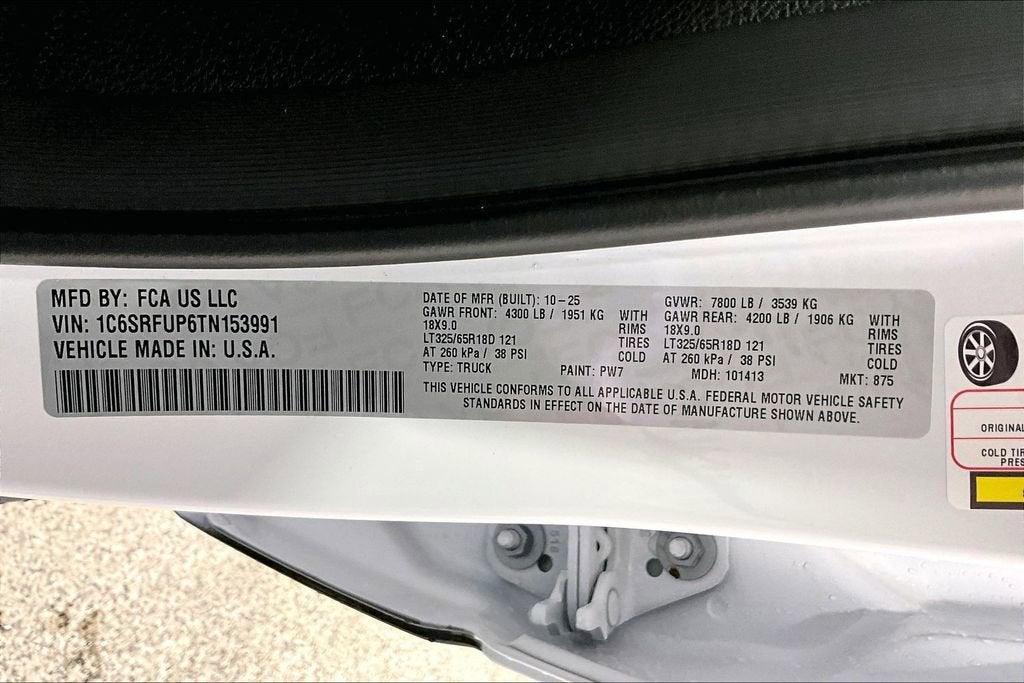 MFD BY: FCA US LLC
VIN: 1C6SRFUP6TN153991
VEHICLE MADE IN: U.S.A.
DATE OF MFR (BUILT): 10-25
GAWR FRONT: 4300 LB / 1951 KG WITH
18X9.0 RIMS
LT325/65R18D 121 TIRES
AT 260 kPa / 38 PSI COLD
TYPE: TRUCK PAINT: PW7
GVWR: 7800 LB / 3539 KG
GAWR REAR: 4200 LB / 1906 KG WITH
18X9.0 RIMS
LT325/65R18D 121 TIRES
AT 260 kPa / 38 PSI COLD
MDH: 101413 MKT: 875
THIS VEHICLE CONFORMS TO ALL APPLICABLE U.S.A. FEDERAL MOTOR VEHICLE SAFETY
STANDARDS IN EFFECT ON THE DATE OF MANUFACTURE SHOWN ABOVE.
ORIGINAL
COLD